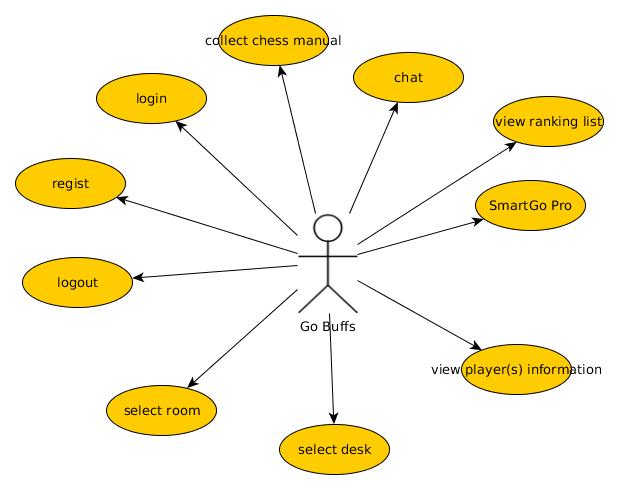 collect chess manual
chat
login
view ranking list
regist
SmartGo Pro
logout
Go Buffs
view player(s) information
select room
select desk